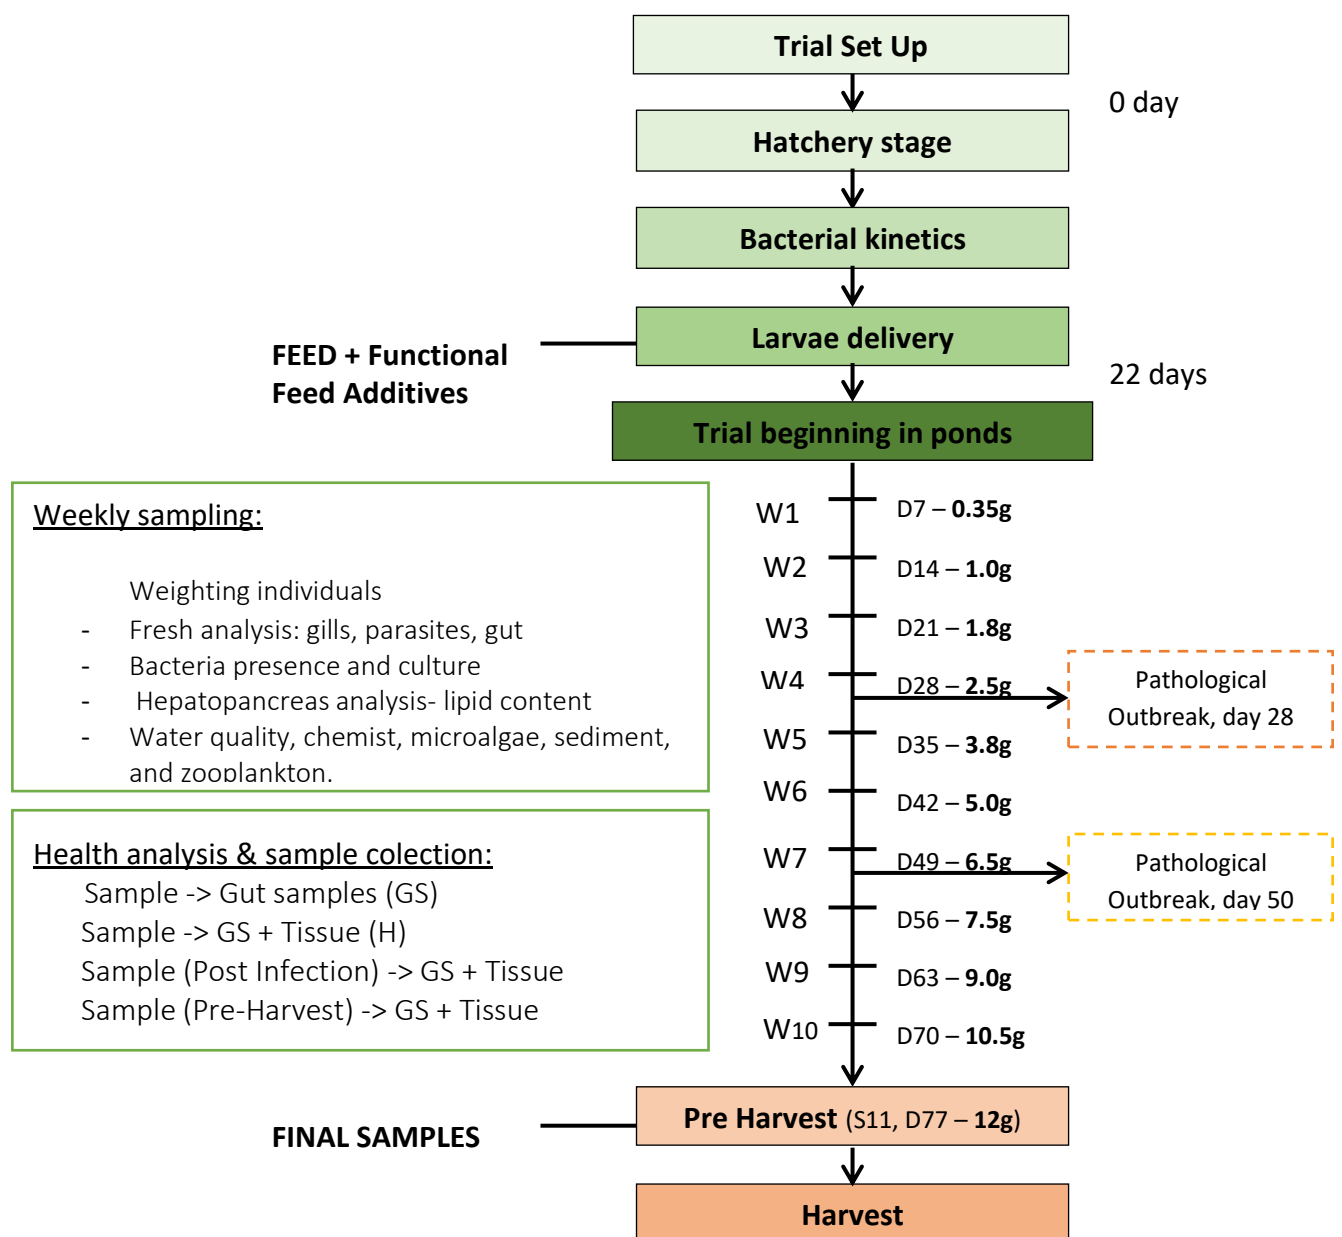 Trial Set Up
0 day
Hatchery stage
Bacterial kinetics
Larvae delivery
FEED + Functional
Feed Additives
22 days
Trial beginning in ponds
Weekly sampling:
Weighting individuals
- Fresh analysis: gills, parasites, gut
- Bacteria presence and culture
- Hepatopancreas analysis- lipid content
- Water quality, chemist, microalgae, sediment,
and zooplankton.
Health analysis & sample colection:
Sample -> Gut samples (GS)
Sample -> GS + Tissue (H)
Sample (Post Infection) -> GS + Tissue
Sample (Pre-Harvest) -> GS + Tissue
W1 D7 – 0.35g
W2 D14 – 1.0g
W3 D21 – 1.8g
W4 D28 – 2.5g
Pathological
Outbreak, day 28
W5 D35 – 3.8g
W6 D42 – 5.0g
W7 D49 – 6.5g
Pathological
Outbreak, day 50
W8 D56 – 7.5g
W9 D63 – 9.0g
W10 D70 – 10.5g
Pre Harvest (S11, D77 – 12g)
FINAL SAMPLES
Harvest